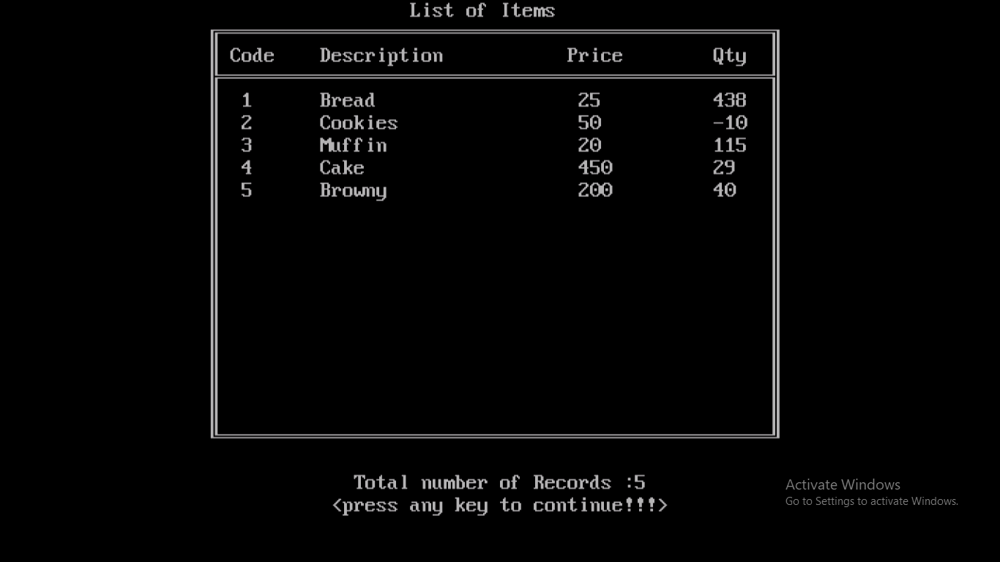 List of Items
Code Description Price Qty
1 Bread 25 438
2 Cookies 50 -10
3 Muffin 20 115
4 Cake 450 29
5 Browny 200 40
Total number of Records :5
<press any key to continue!!!>
Activate Windows
Go to Settings to activate Windows.